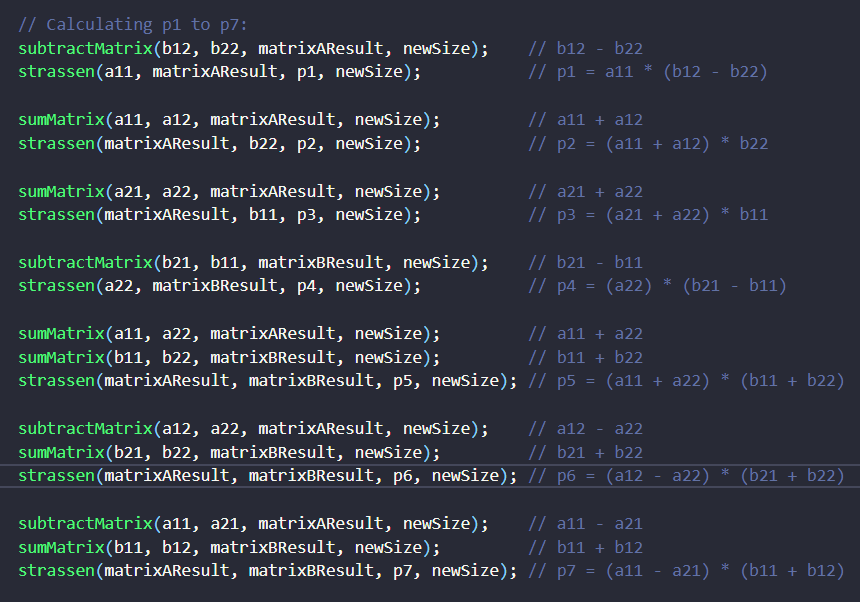 // Calculating p1 to p7:
subtractMatrix(b12, b22, matrixAResult, newSize);    // b12 - b22
strassen(a11, matrixAResult, p1, newSize);           // p1 = a11 * (b12 - b22)

sumMatrix(a11, a12, matrixAResult, newSize);         // a11 + a12
strassen(matrixAResult, b22, p2, newSize);           // p2 = (a11 + a12) * b22

sumMatrix(a21, a22, matrixAResult, newSize);         // a21 + a22
strassen(matrixAResult, b11, p3, newSize);           // p3 = (a21 + a22) * b11

subtractMatrix(b21, b11, matrixBResult, newSize);    // b21 - b11
strassen(a22, matrixBResult, p4, newSize);           // p4 = (a22) * (b21 - b11)

sumMatrix(a11, a22, matrixAResult, newSize);         // a11 + a22
sumMatrix(b11, b22, matrixBResult, newSize);         // b11 + b22
strassen(matrixAResult, matrixBResult, p5, newSize); // p5 = (a11 + a22) * (b11 + b22)

subtractMatrix(a12, a22, matrixAResult, newSize);    // a12 - a22
sumMatrix(b21, b22, matrixBResult, newSize);         // b21 + b22
strassen(matrixAResult, matrixBResult, p6, newSize); // p6 = (a12 - a22) * (b21 + b22)

subtractMatrix(a11, a21, matrixAResult, newSize);    // a11 - a21
sumMatrix(b11, b12, matrixBResult, newSize);         // b11 + b12
strassen(matrixAResult, matrixBResult, p7, newSize); // p7 = (a11 - a21) * (b11 + b12)